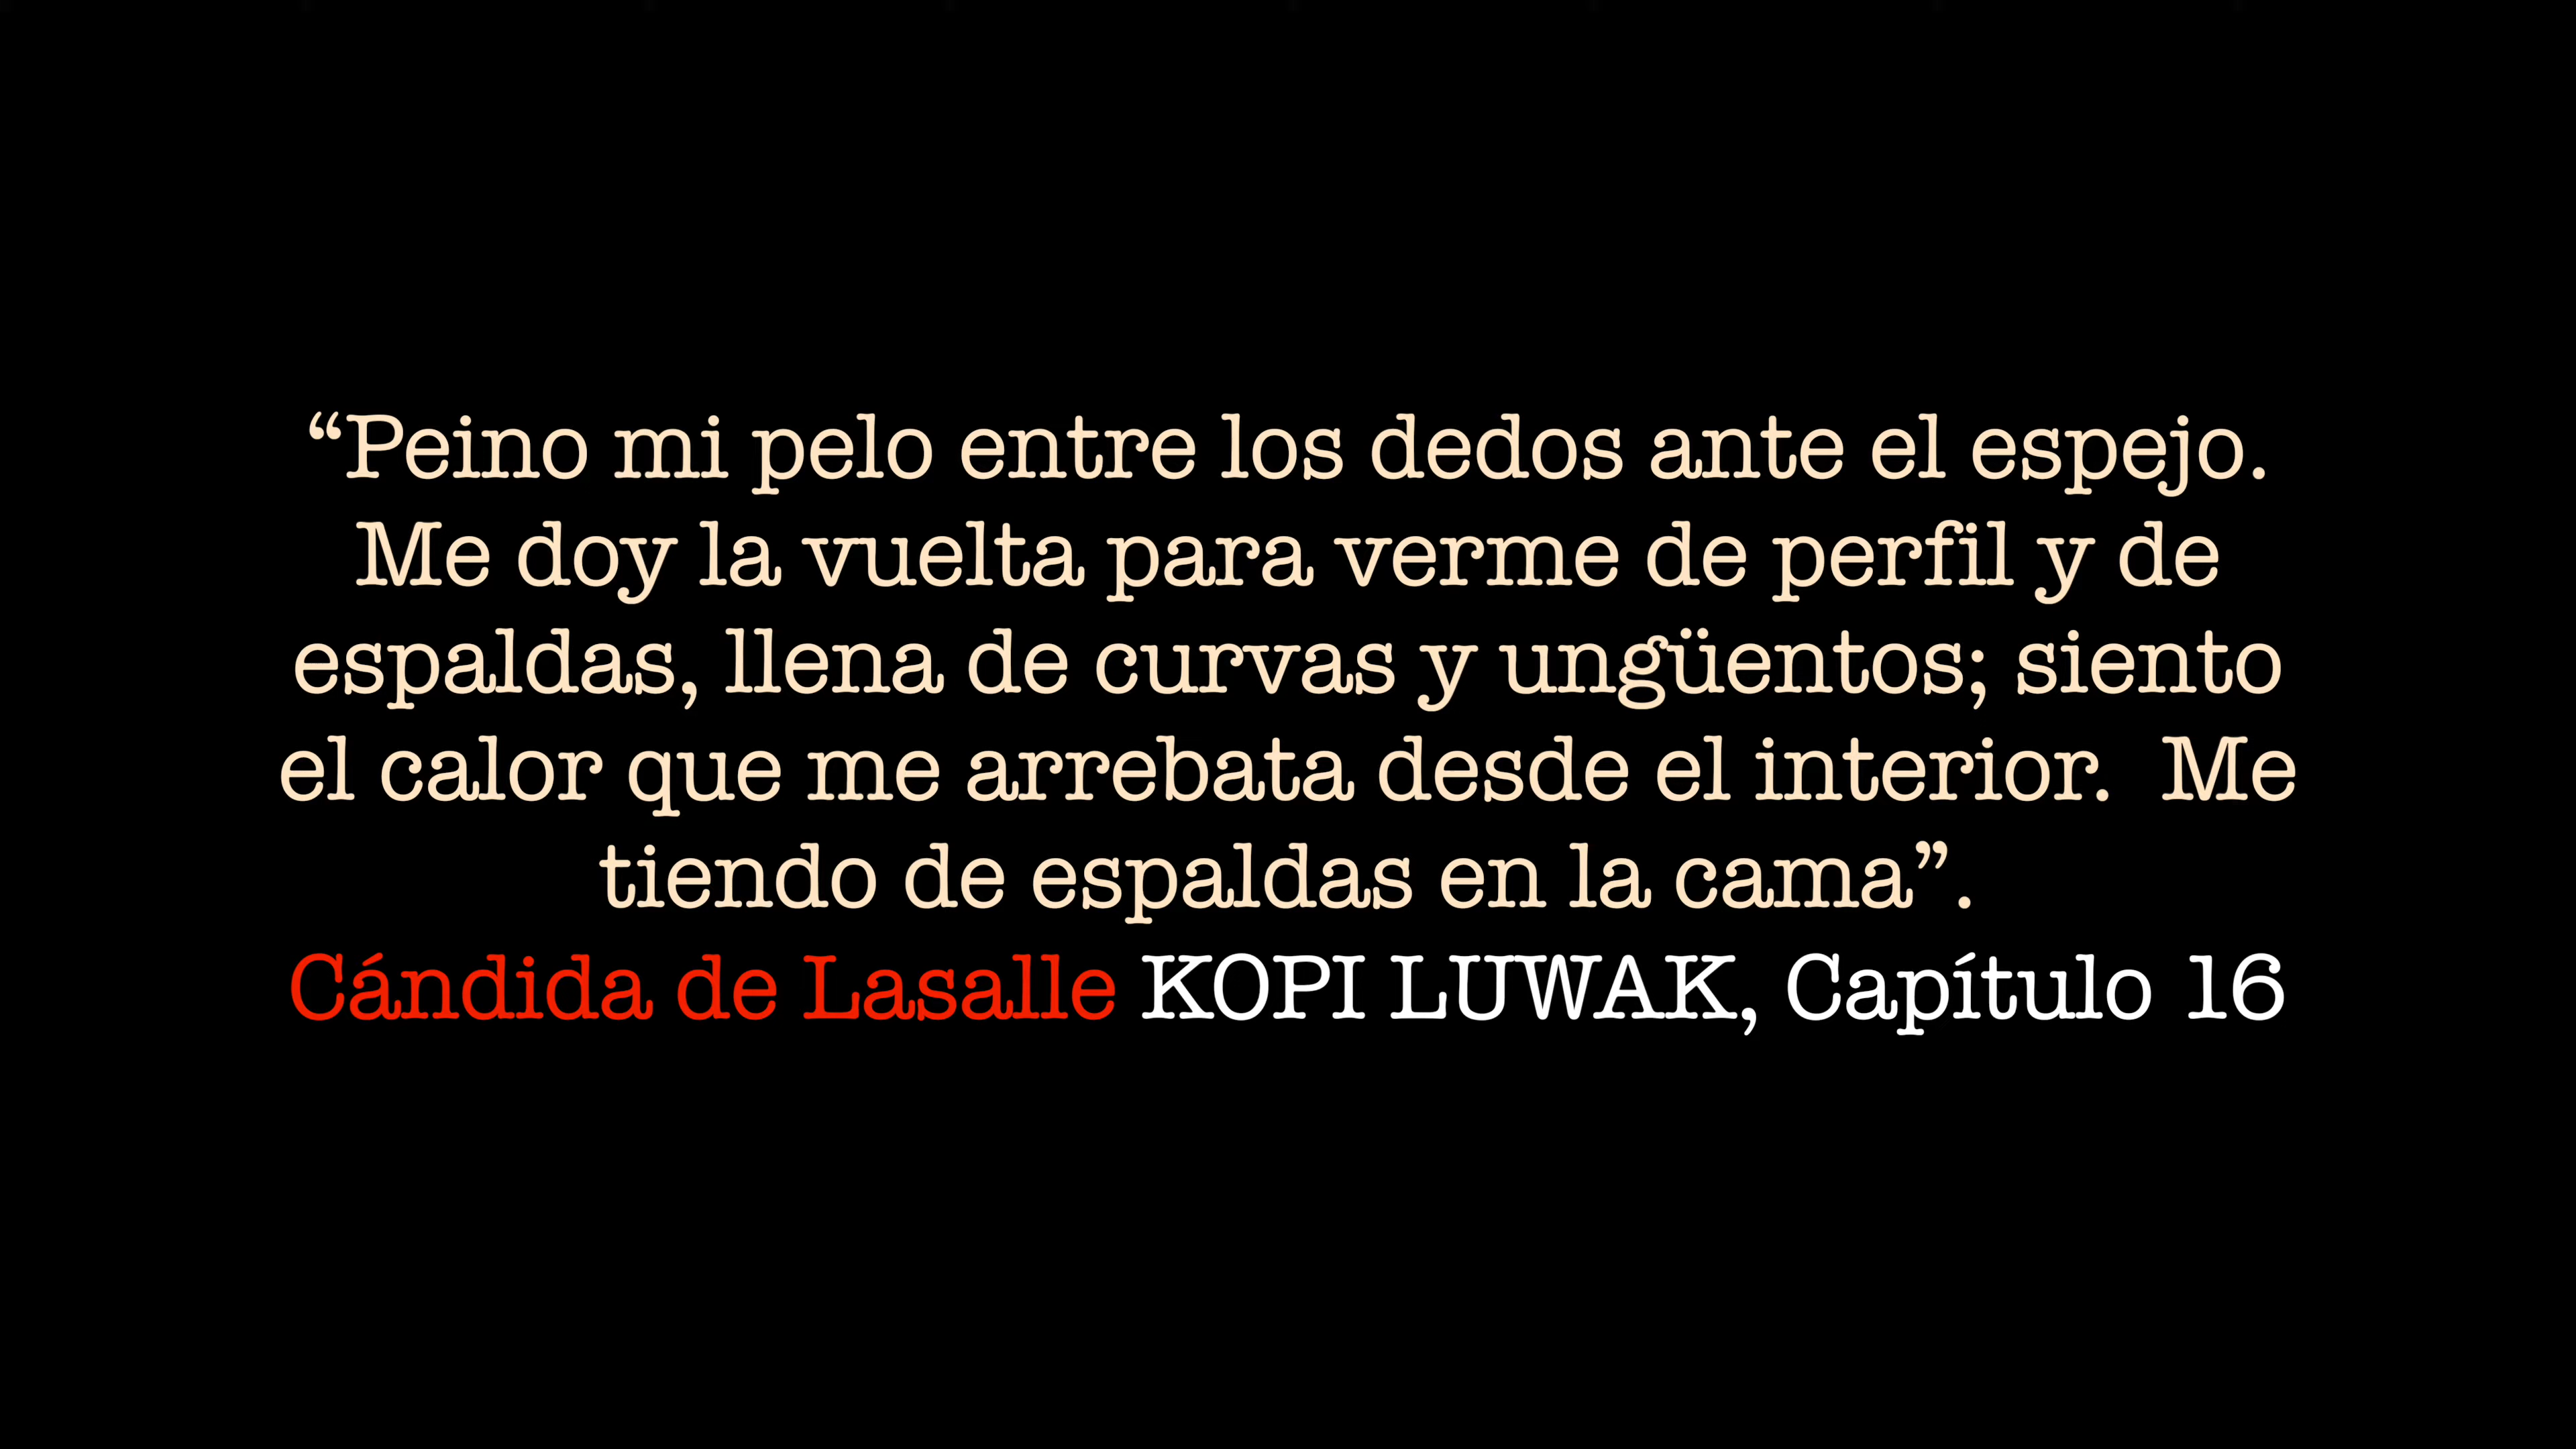 “Peino mi pelo entre los dedos ante el espejo.
Me doy la vuelta para verme de perfil y de
espaldas, llena de curvas y ungüentos; siento
el calor que me arrebata desde el interior.  Me
tiendo de espaldas en la cama”.
Cándida de Lasalle KOPI LUWAK, Capítulo 16